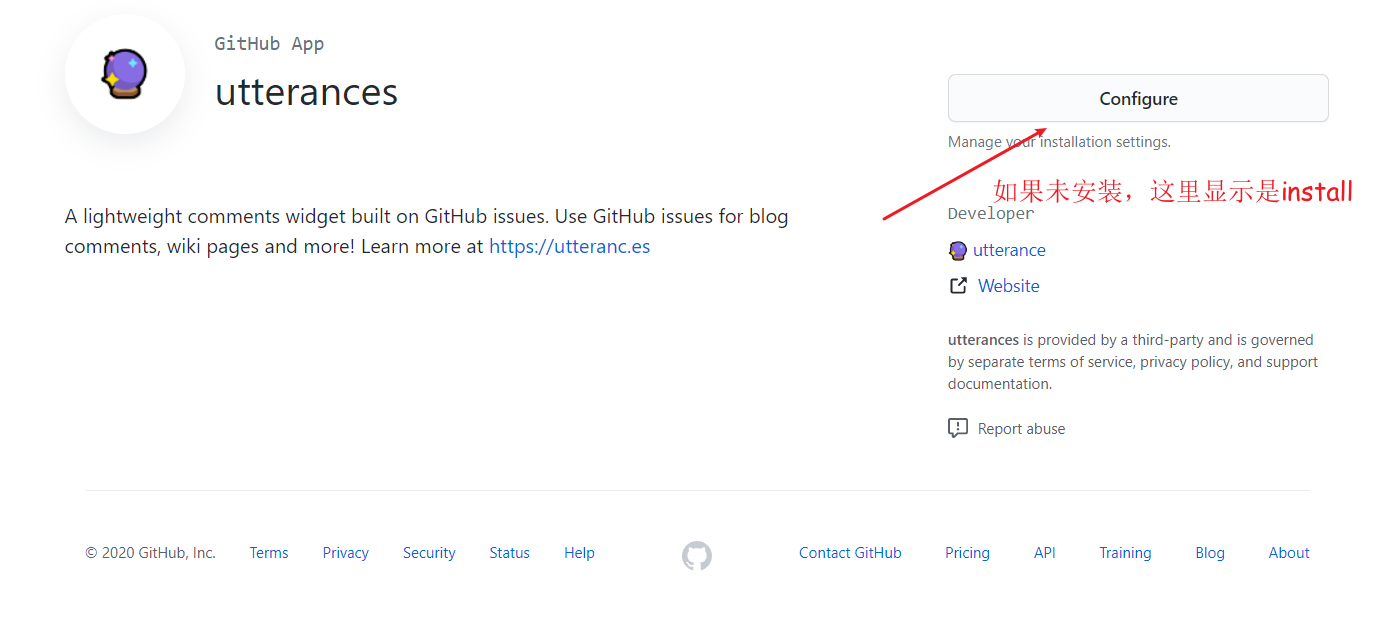 GitHub App
utterances
Configure
Manage your installation settings.
如果未安装，这里显示是install
A lightweight comments widget built on GitHub issues. Use GitHub issues for blog
comments, wiki pages and more! Learn more at https://utteranc.es
Developer
utterance
Website
utterances is provided by a third-party and is governed
by separate terms of service, privacy policy, and support
documentation.
Report abuse
© 2020 GitHub, Inc. Terms Privacy Security Status Help Contact GitHub Pricing API Training Blog About